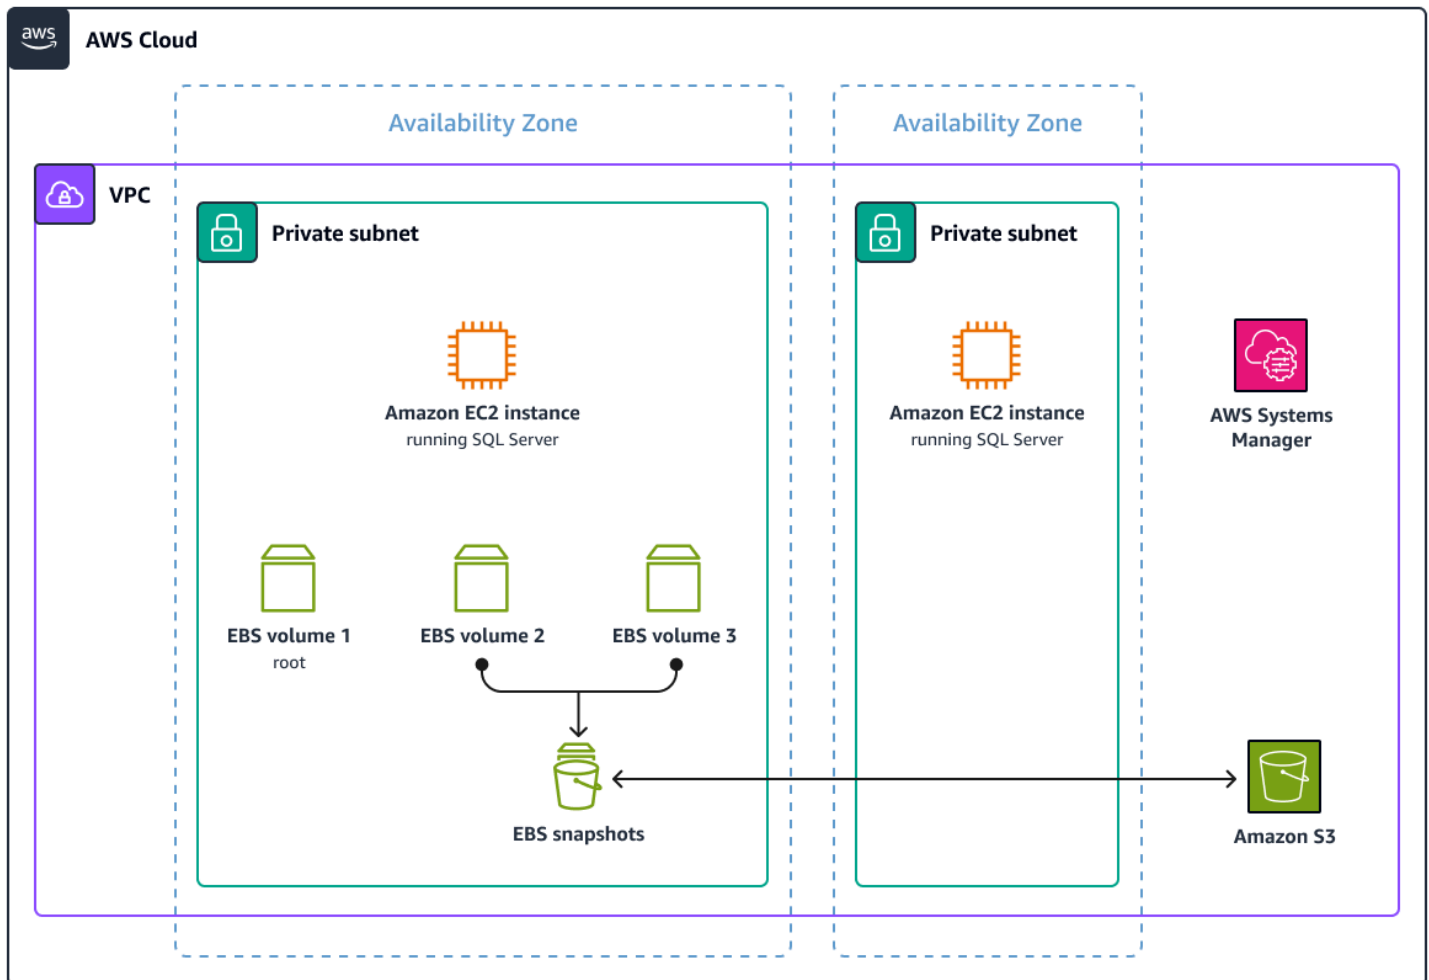 aws
AWS Cloud
Availability Zone
Availability Zone
VPC
Private subnet
Private subnet
Amazon EC2 instance
running SQL Server
Amazon EC2 instance
running SQL Server
AWS Systems
Manager
EBS volume 1
root
EBS volume 2
EBS volume 3
EBS snapshots
Amazon S3